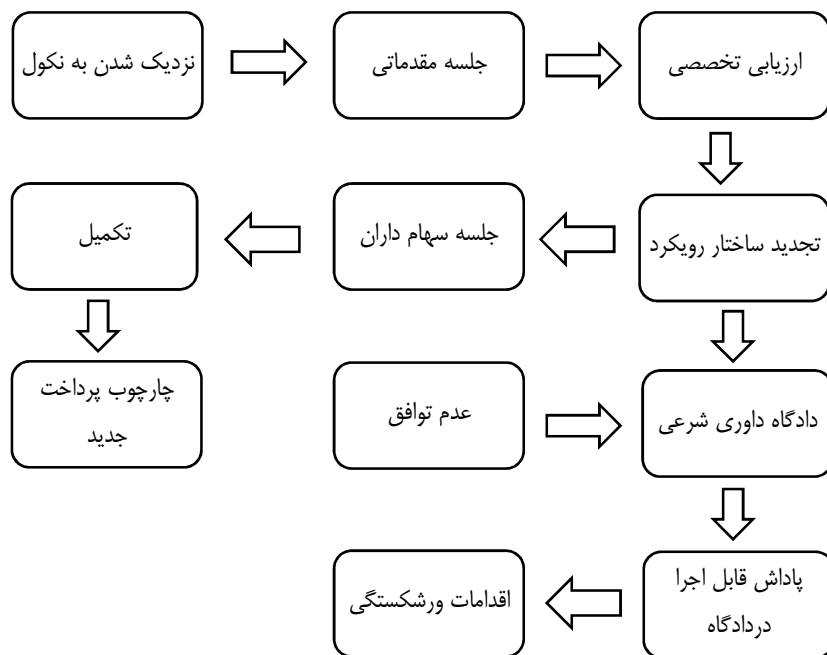 نزدیک شدن به نکول
جلسه مقدماتی
ارزیابی تخصصی
تجدید ساختار رویکرد
جلسه سهام داران
تکمیل
چارچوب پرداخت
جدید
عدم توافق
دادگاه داوری شرعی
پاداش قابل اجرا
دردادگاه
اقدامات ورشکستگی